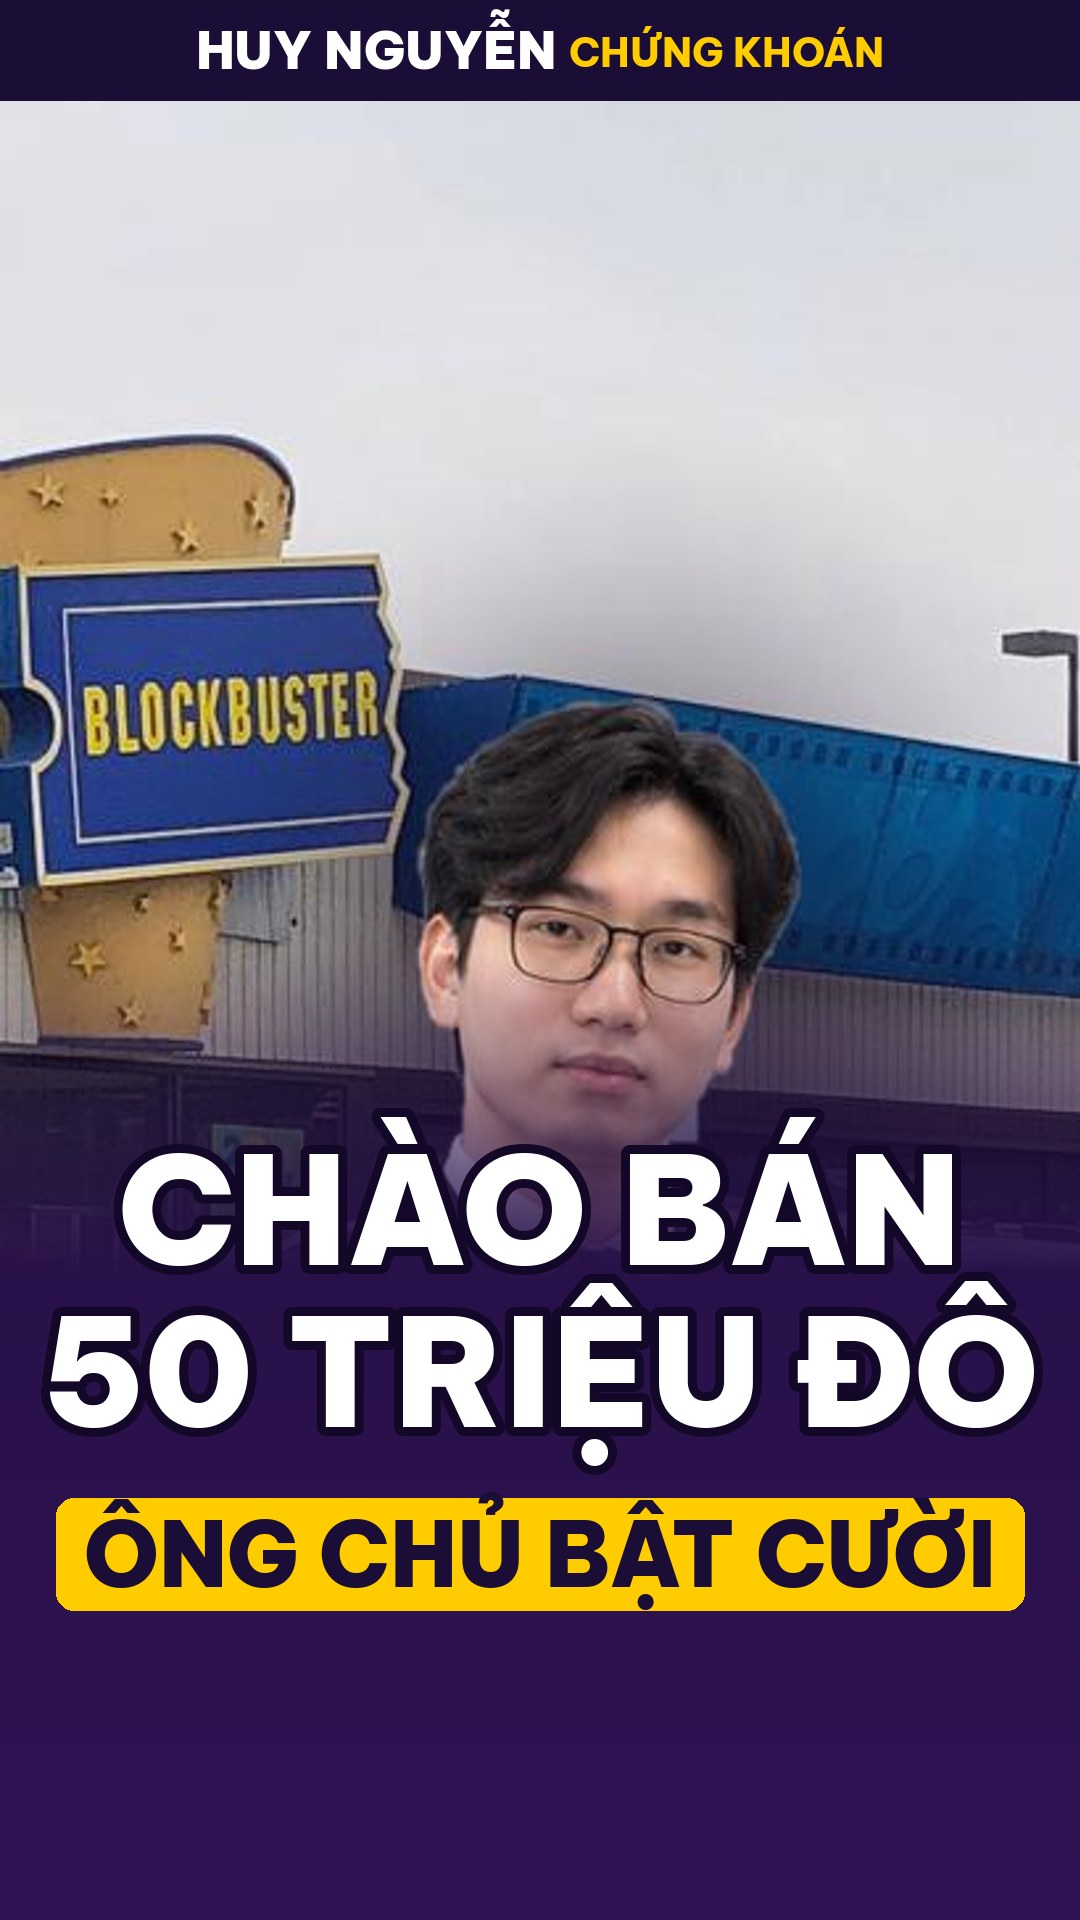 HUY NGUYỄN CHỨNG KHOÁN
BLOCKBUSTER
CHÀO BÁN
50 TRIỆU ĐÔ
ÔNG CHỦ BẬT CƯỜI